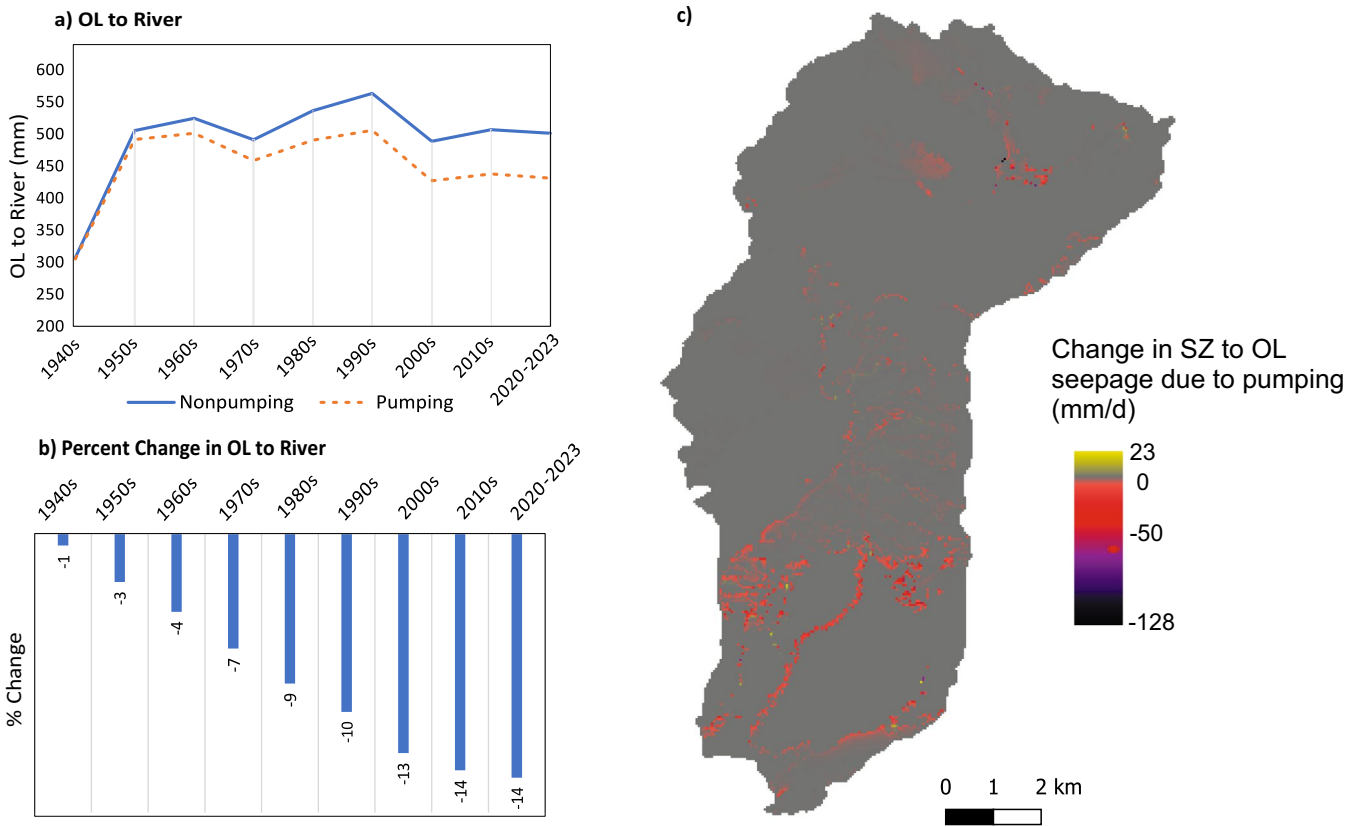 a) OL to River
OL to River (mm)
600
550
500
450
400
350
300
250
200
1940s
1950s
1960s
1970s
1980s
1990s
2000s
2010s
2020-2023
Nonpumping
Pumping
b) Percent Change in OL to River
1940s
1950s
1960s
1970s
1980s
1990s
2000s
2010s
2020-2023
% Change
-1
-3
-4
-7
-9
-10
-13
-14
-14
c)
Change in SZ to OL
seepage due to pumping
(mm/d)
23
0
-50
-128
0 1 2 km